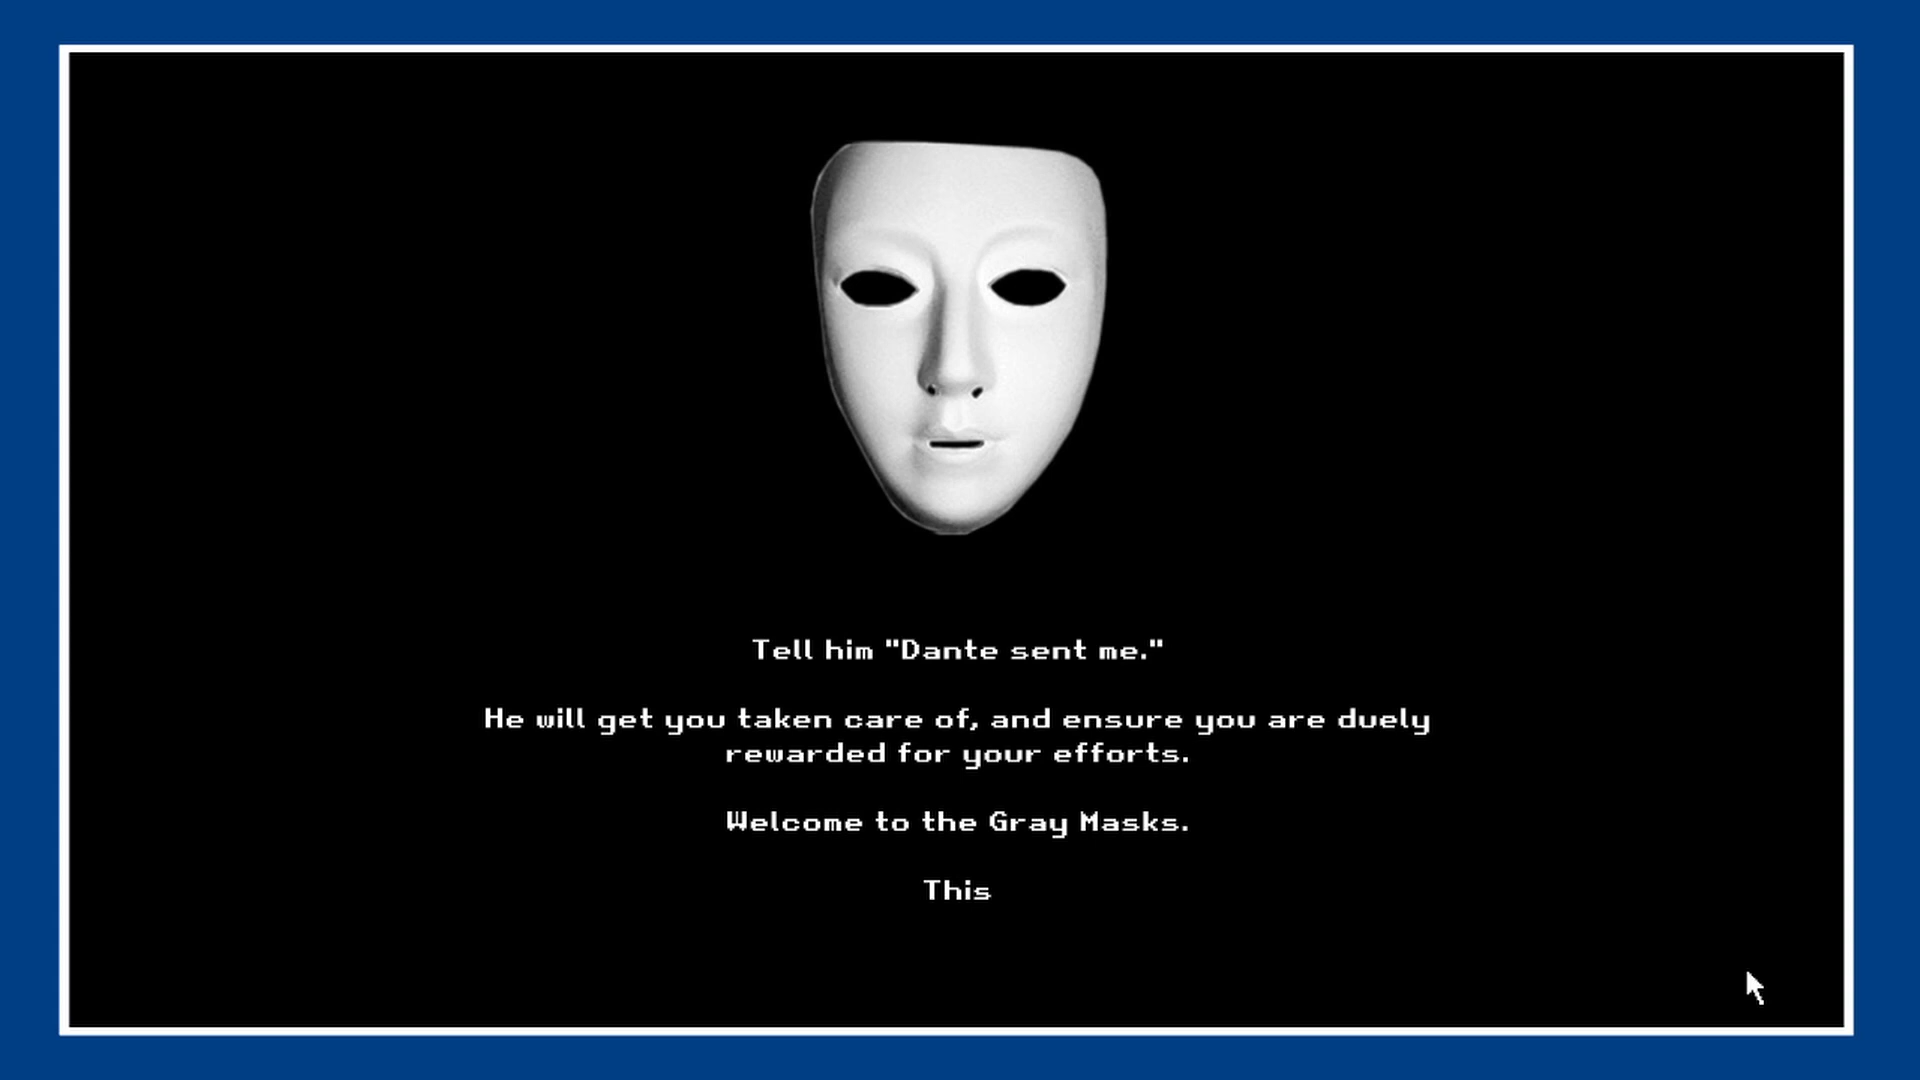 Tell him "Dante sent me."
He will get you taken care of, and ensure you are duely
rewarded for your efforts.
Welcome to the Gray Masks.
This